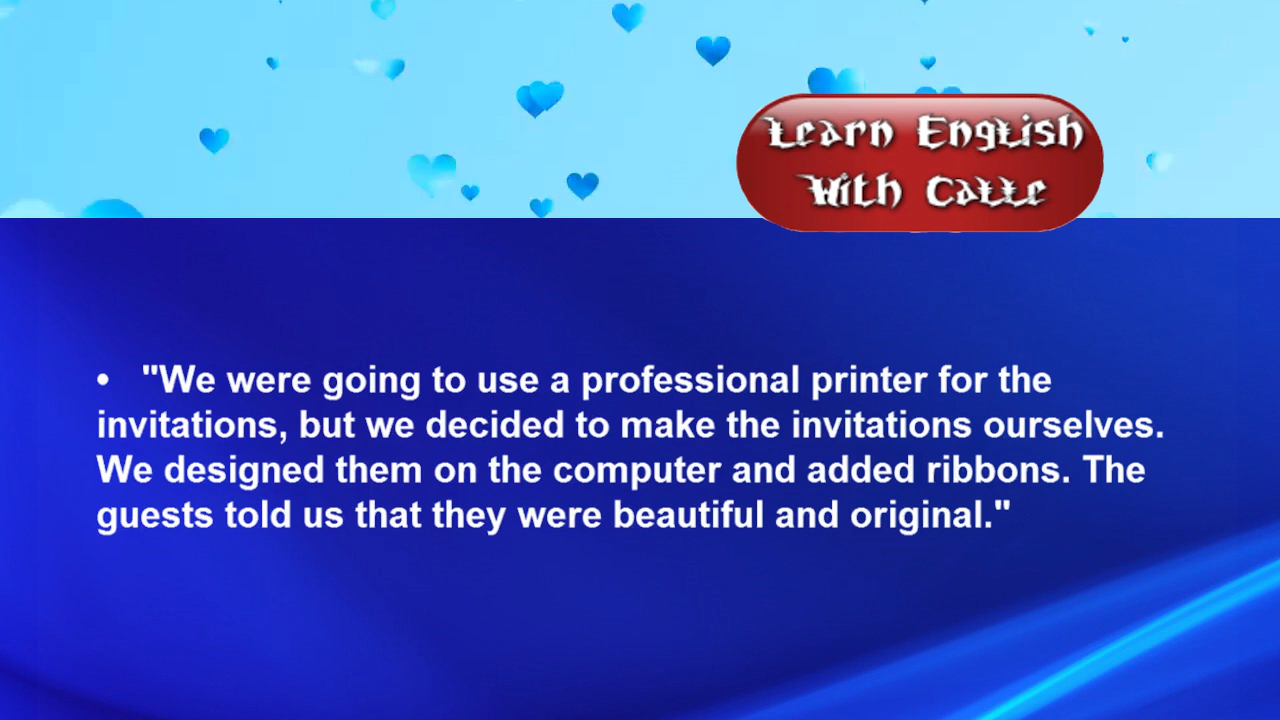 Learn English
With Catte
• "We were going to use a professional printer for the
invitations, but we decided to make the invitations ourselves.
We designed them on the computer and added ribbons. The
guests told us that they were beautiful and original."